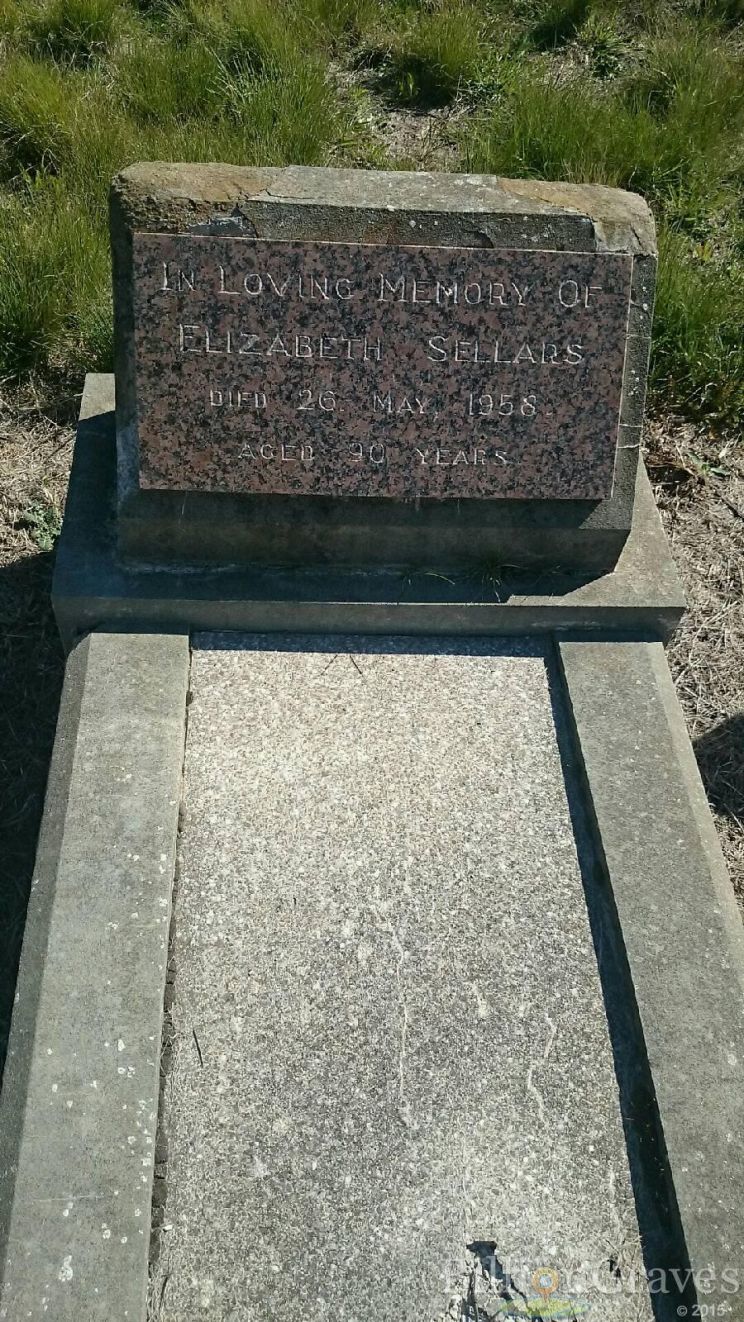 IN LOVING MEMORY OF
ELIZABETH SELLARS
DIED 26. MAY, 1958.
AGED 90 YEARS.
BillionGraves
© 2015